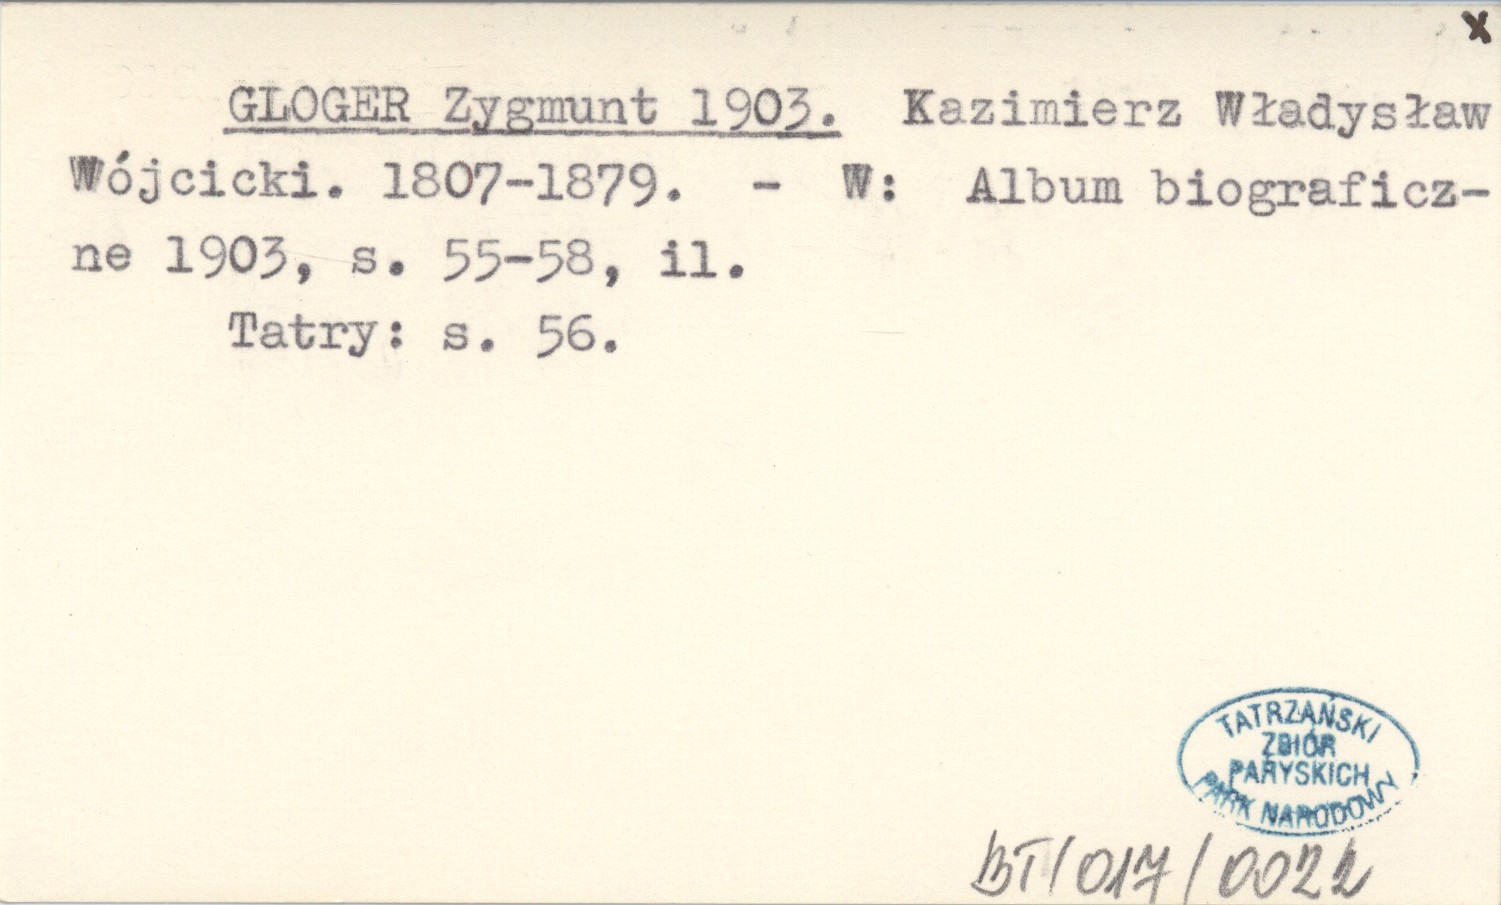 x
GLOGER Zygmunt 1903. Kazimierz Władysław
Wójcicki. 1807-1879. - W: Album biograficz-
ne 1903, s. 55-58, il.
Tatry: s. 56.
TATRZAŃSKI
ZBIÓR
PARYSKICH
PARK NARODOWY
BT/017/0022